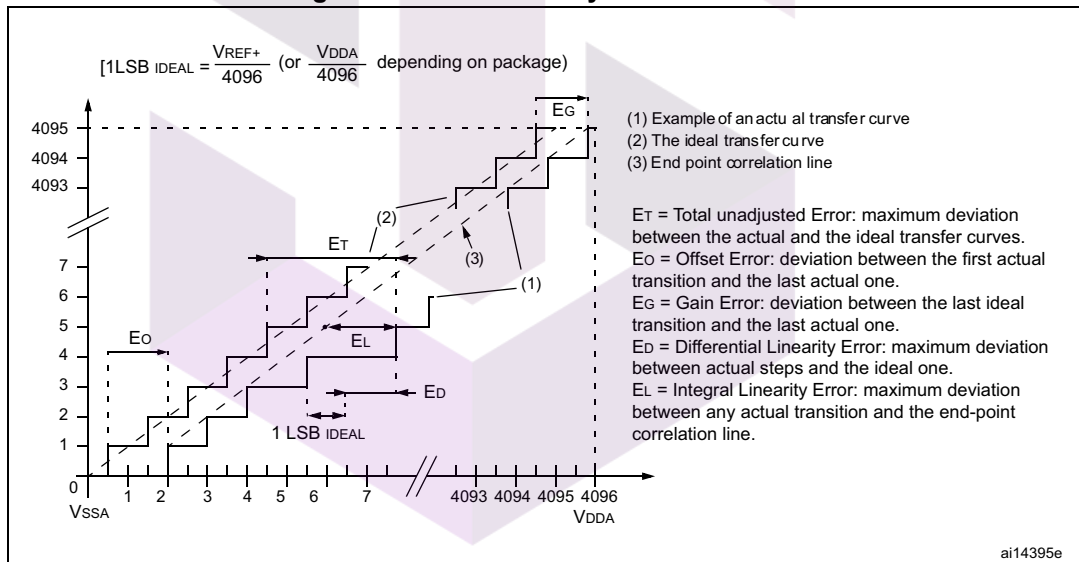 [1LSB IDEAL = VREF+ / 4096 (or VDDA / 4096 depending on package)
EG
4095
4094
4093
7
6
5
4
3
2
1
0
(1) Example of an actu al transfer curve
(2) The ideal transfer curve
(3) End point correlation line
ET = Total unadjusted Error: maximum deviation
between the actual and the ideal transfer curves.
EO = Offset Error: deviation between the first actual
transition and the last actual one.
EG = Gain Error: deviation between the last ideal
transition and the last actual one.
ED = Differential Linearity Error: maximum deviation
between actual steps and the ideal one.
EL = Integral Linearity Error: maximum deviation
between any actual transition and the end-point
correlation line.
(2)
ET
(3)
(1)
EO
EL
ED
1 LSB IDEAL
1 2 3 4 5 6 7 4093 4094 4095 4096
VSSA VDDA
ai14395e